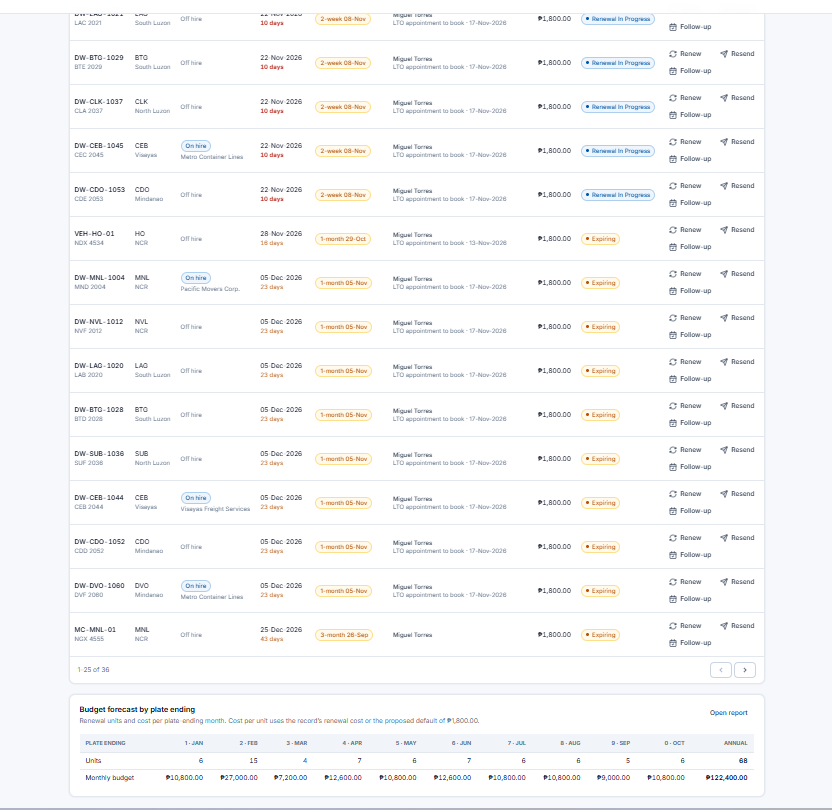 LAC 2021 South Luzon Off hire 10 days 2-week 08-Nov LTO appointment to book · 17-Nov-2026 ₱1,800.00 Renewal In Progress Follow-up
DW-BTG-1029 BTG 22-Nov-2026 Miguel Torres Renew Resend
BTE 2029 South Luzon Off hire 10 days 2-week 08-Nov LTO appointment to book · 17-Nov-2026 ₱1,800.00 Renewal In Progress Follow-up
DW-CLK-1037 CLK 22-Nov-2026 Miguel Torres Renew Resend
CLA 2037 North Luzon Off hire 10 days 2-week 08-Nov LTO appointment to book · 17-Nov-2026 ₱1,800.00 Renewal In Progress Follow-up
DW-CEB-1045 CEB On hire 22-Nov-2026 Miguel Torres Renew Resend
CEC 2045 Visayas Metro Container Lines 10 days 2-week 08-Nov LTO appointment to book · 17-Nov-2026 ₱1,800.00 Renewal In Progress Follow-up
DW-CDO-1053 CDO 22-Nov-2026 Miguel Torres Renew Resend
CDE 2053 Mindanao Off hire 10 days 2-week 08-Nov LTO appointment to book · 17-Nov-2026 ₱1,800.00 Renewal In Progress Follow-up
VEH-HO-01 HO 28-Nov-2026 Miguel Torres Renew Resend
NDX 4534 NCR Off hire 16 days 1-month 29-Oct LTO appointment to book · 13-Nov-2026 ₱1,800.00 Expiring Follow-up
DW-MNL-1004 MNL On hire 05-Dec-2026 Miguel Torres Renew Resend
MND 2004 NCR Pacific Movers Corp. 23 days 1-month 05-Nov LTO appointment to book · 17-Nov-2026 ₱1,800.00 Expiring Follow-up
DW-NVL-1012 NVL 05-Dec-2026 Miguel Torres Renew Resend
NVF 2012 NCR Off hire 23 days 1-month 05-Nov LTO appointment to book · 17-Nov-2026 ₱1,800.00 Expiring Follow-up
DW-LAG-1020 LAG 05-Dec-2026 Miguel Torres Renew Resend
LAB 2020 South Luzon Off hire 23 days 1-month 05-Nov LTO appointment to book · 17-Nov-2026 ₱1,800.00 Expiring Follow-up
DW-BTG-1028 BTG 05-Dec-2026 Miguel Torres Renew Resend
BTD 2028 South Luzon Off hire 23 days 1-month 05-Nov LTO appointment to book · 17-Nov-2026 ₱1,800.00 Expiring Follow-up
DW-SUB-1036 SUB 05-Dec-2026 Miguel Torres Renew Resend
SUF 2036 North Luzon Off hire 23 days 1-month 05-Nov LTO appointment to book · 17-Nov-2026 ₱1,800.00 Expiring Follow-up
DW-CEB-1044 CEB On hire 05-Dec-2026 Miguel Torres Renew Resend
CEB 2044 Visayas Visayas Freight Services 23 days 1-month 05-Nov LTO appointment to book · 17-Nov-2026 ₱1,800.00 Expiring Follow-up
DW-CDO-1052 CDO 05-Dec-2026 Miguel Torres Renew Resend
CDD 2052 Mindanao Off hire 23 days 1-month 05-Nov LTO appointment to book · 17-Nov-2026 ₱1,800.00 Expiring Follow-up
DW-DVO-1060 DVO On hire 05-Dec-2026 Miguel Torres Renew Resend
DVF 2060 Mindanao Metro Container Lines 23 days 1-month 05-Nov LTO appointment to book · 17-Nov-2026 ₱1,800.00 Expiring Follow-up
MC-MNL-01 MNL 25-Dec-2026 Renew Resend
NGX 4555 NCR Off hire 43 days 3-month 26-Sep Miguel Torres ₱1,800.00 Expiring Follow-up
1-25 of 36
Budget forecast by plate ending Open report
Renewal units and cost per plate-ending month. Cost per unit uses the record's renewal cost or the proposed default of ₱1,800.00.
PLATE ENDING 1 · JAN 2 · FEB 3 · MAR 4 · APR 5 · MAY 6 · JUN 7 · JUL 8 · AUG 9 · SEP 0 · OCT ANNUAL
Units 6 15 4 7 6 7 6 6 5 6 68
Monthly budget ₱10,800.00 ₱27,000.00 ₱7,200.00 ₱12,600.00 ₱10,800.00 ₱12,600.00 ₱10,800.00 ₱10,800.00 ₱9,000.00 ₱10,800.00 ₱122,400.00